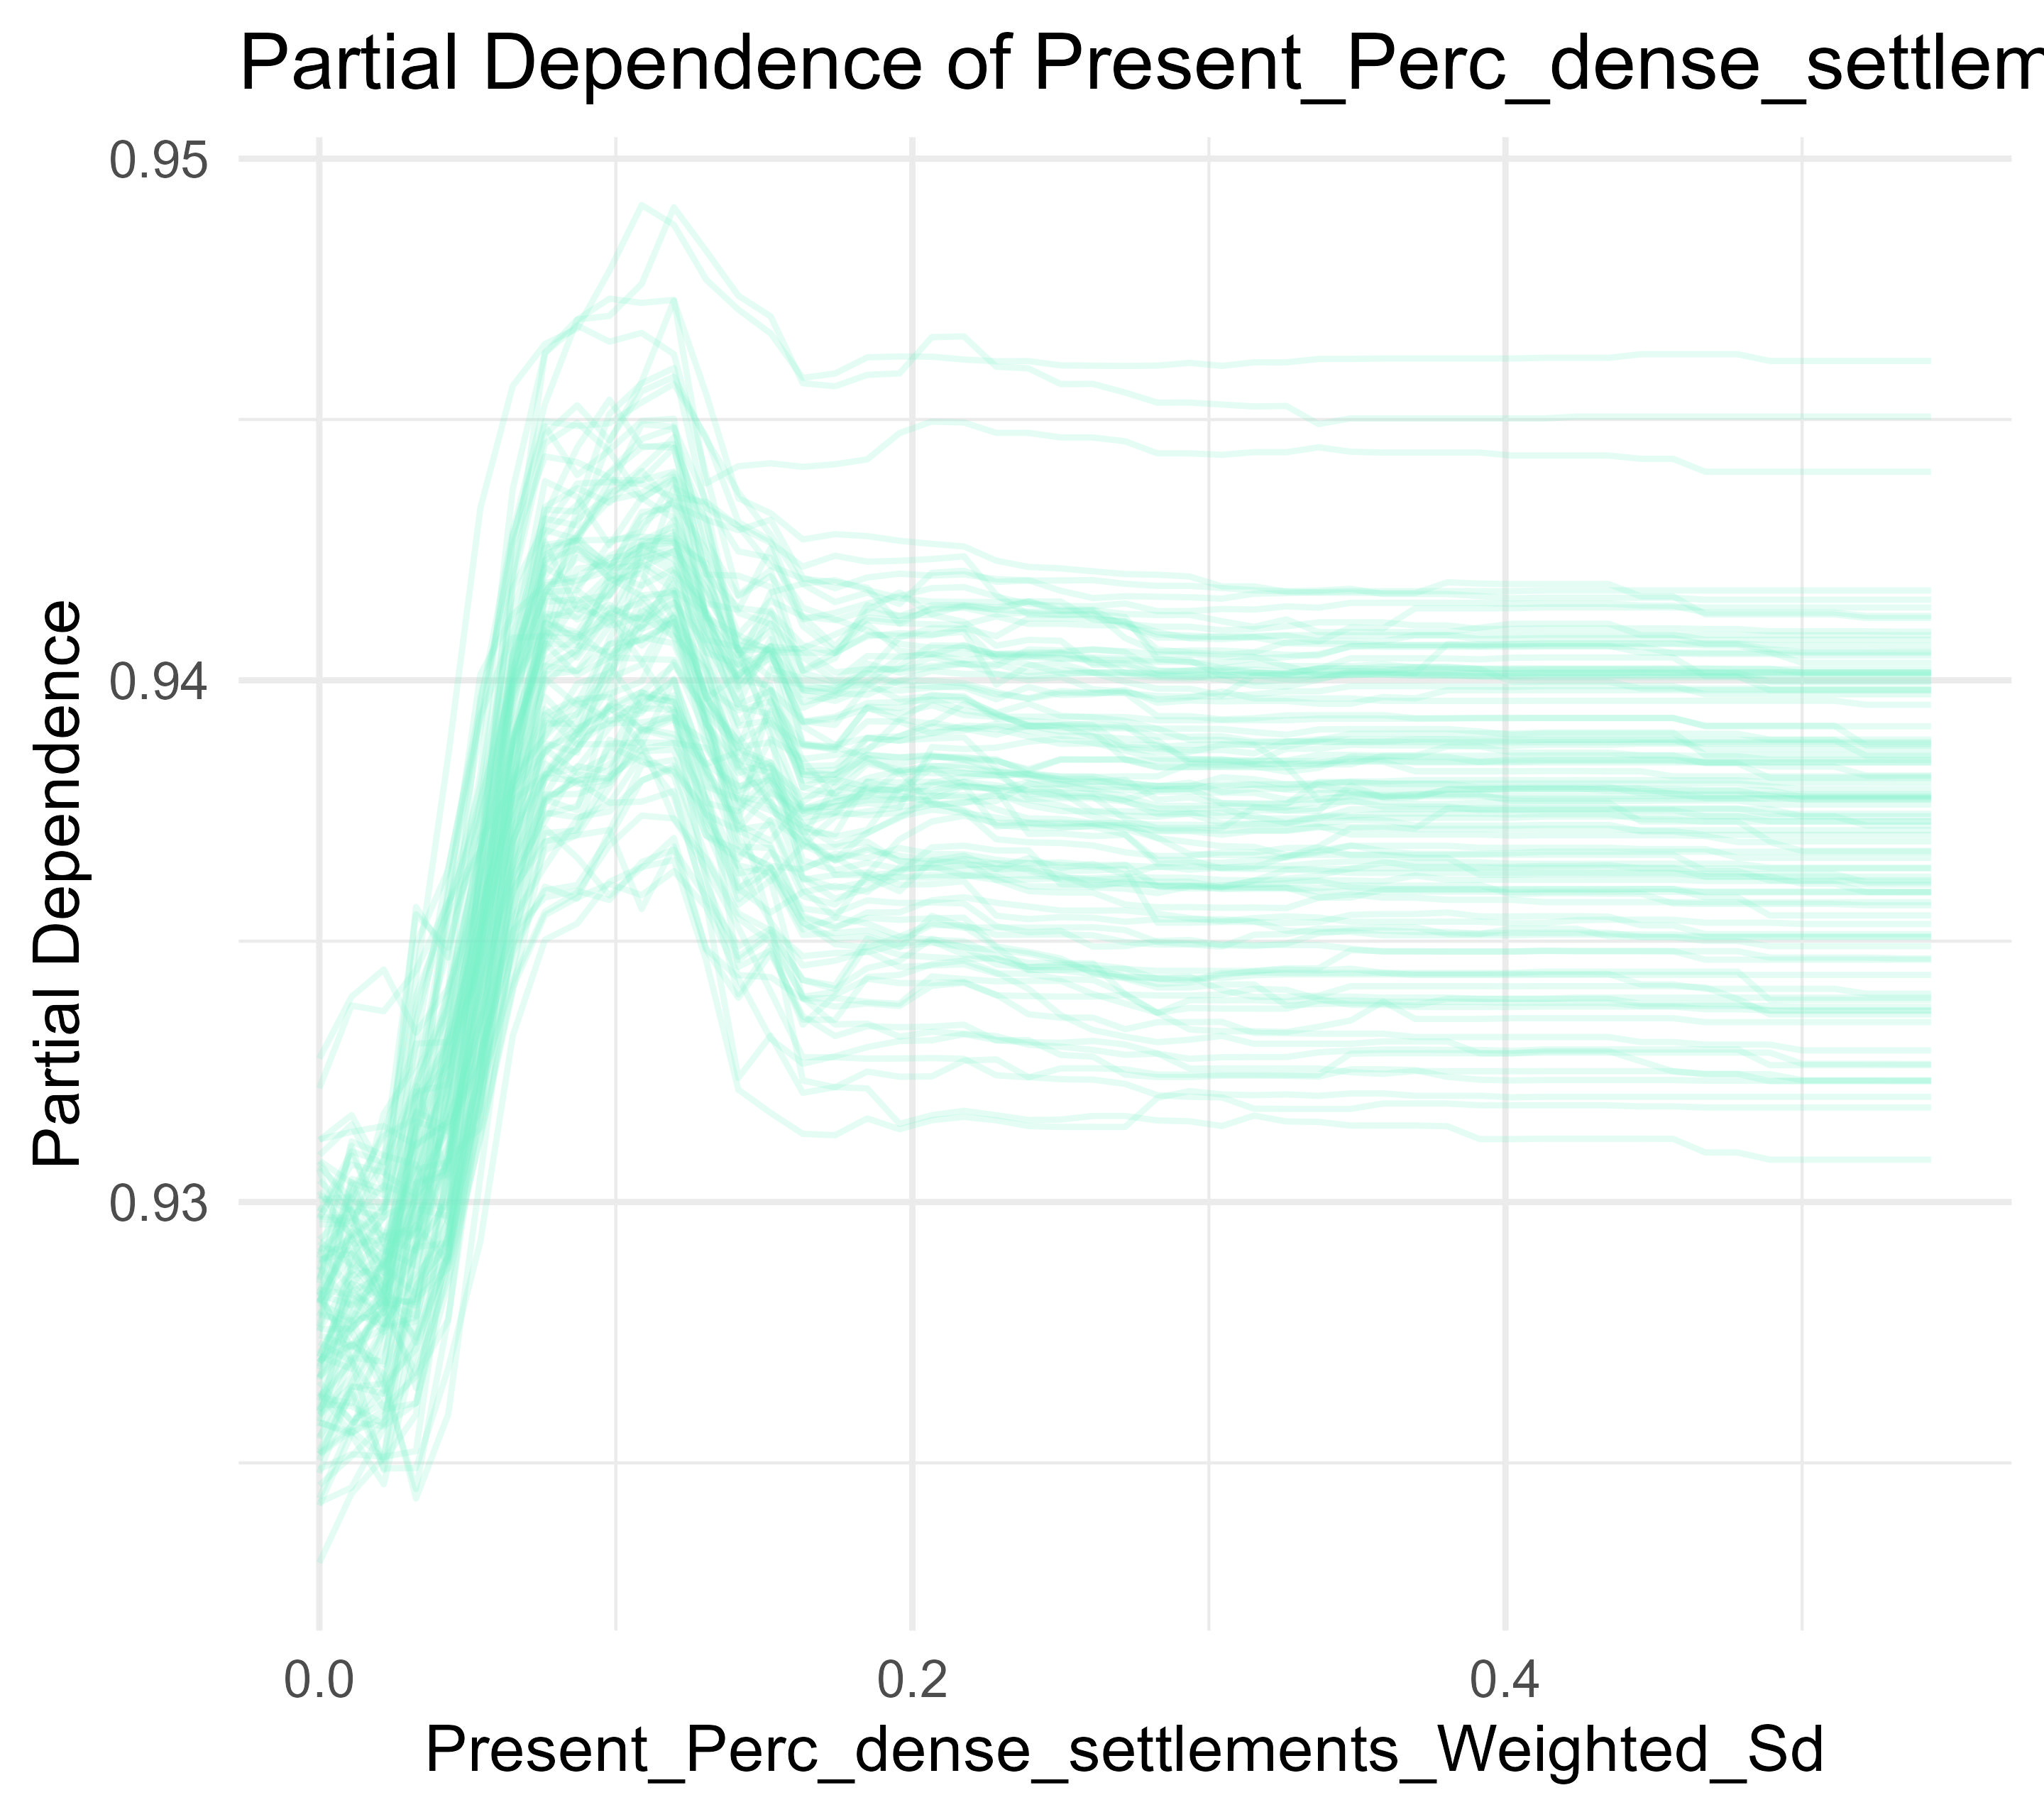 Partial Dependence of Present_Perc_dense_settlem
0.95
0.94
0.93
Partial Dependence
0.0
0.2
0.4
Present_Perc_dense_settlements_Weighted_Sd